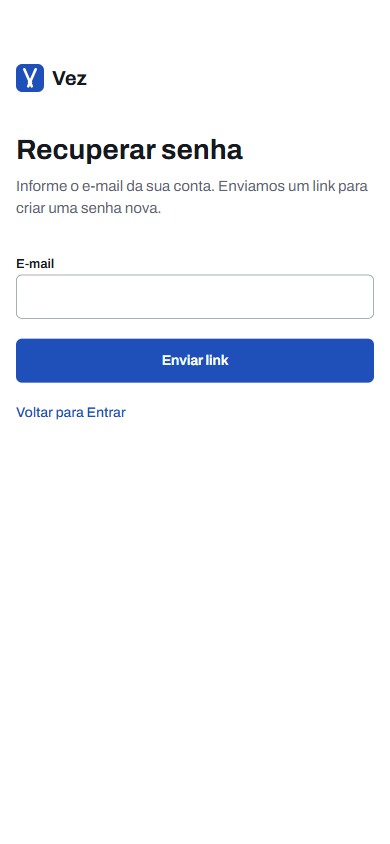 Vez
Recuperar senha
Informe o e-mail da sua conta. Enviamos um link para
criar uma senha nova.
E-mail
Enviar link
Voltar para Entrar